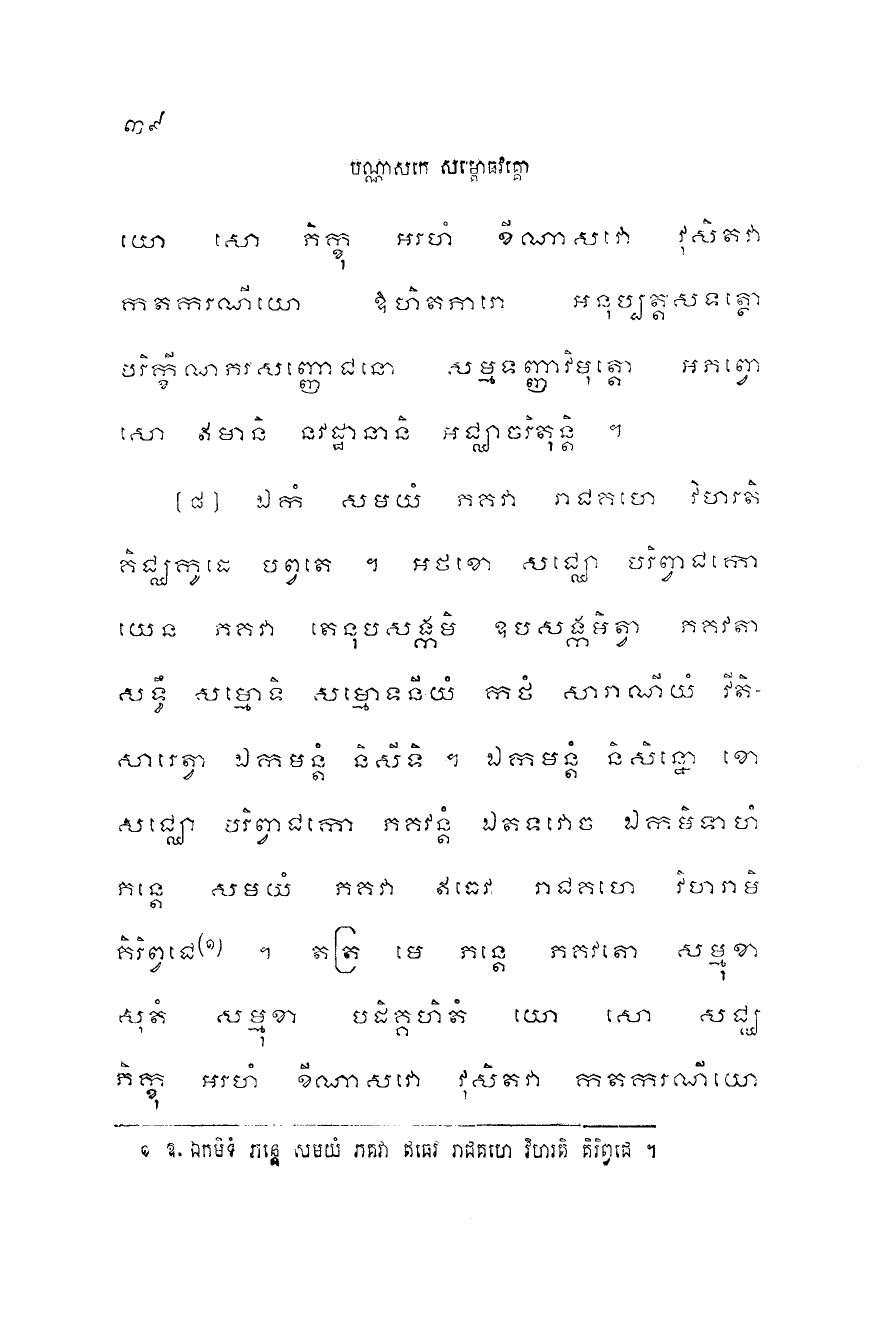 ៣៩
បណ្ណាសកេ សម្ពោធវគ្គោ
យោ សោ ភិក្ខុ អរហំ ខីណាសវោ វុសិតវា
កតករណីយោ ឱហិតភារោ អនុប្បត្តសទត្ថោ
បរិក្ខីណភវសញ្ញោជនោ សម្មទញ្ញាវិមុត្តោ អភព្វោ
សោ ឥមានិ នវដ្ឋានានិ អជ្ឈាចរិតុន្តិ ។
(៨) ឯកំ សមយំ ភគវា រាជគហេ វិហរតិ
គិជ្ឈកូដេ បព្វតេ ។ អថខោ សជ្ឈោ បរិព្វាជកោ
យេន ភគវា តេនុបសង្កមិ ឧបសង្កមិត្វា ភគវតា
សទ្ធឹ សម្មោទិ សម្មោទនីយំ កថំ សារាណីយំ វីតិ-
សារេត្វា ឯកមន្តំ និសីទិ ។ ឯកមន្តំ និសិន្នោ ខោ
សជ្ឈោ បរិព្វាជកោ ភគវន្តំ ឯតទវោច ឯកមិទាហំ
ភន្តេ សមយំ ភគវា ឥធេវ រាជគហេ វិហរាមិ
គិរិព្វជេ(១) ។ តត្រ មេ ភន្តេ ភគវតោ សម្មុខា
សុតំ សម្មុខា បដិគ្គហិតំ យោ សោ សជ្ឈ
ភិក្ខុ អរហំ ខីណាសវោ វុសិតវា កតករណីយោ
១ ឱ. ឯកមិទំ ភន្តេ សមយំ ភគវា ឥធេវ រាជគហេ វិហរតិ គិរិព្វជេ ។